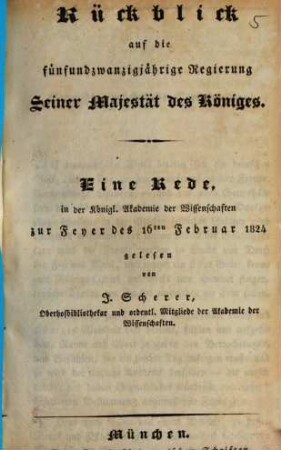 Rückblick
5
auf die
fünfundzwanzigjährige Regierung
Seiner Majestät des Königes.
Eine Rede,
in der Königl. Akademie der Wissenschaften
zur Feyer des 16ten Februar 1824
gelesen
von
J. Scherer,
Oberhofbibliothekar und ordentl. Mitgliede der Akademie der
Wissenschaften.
München.